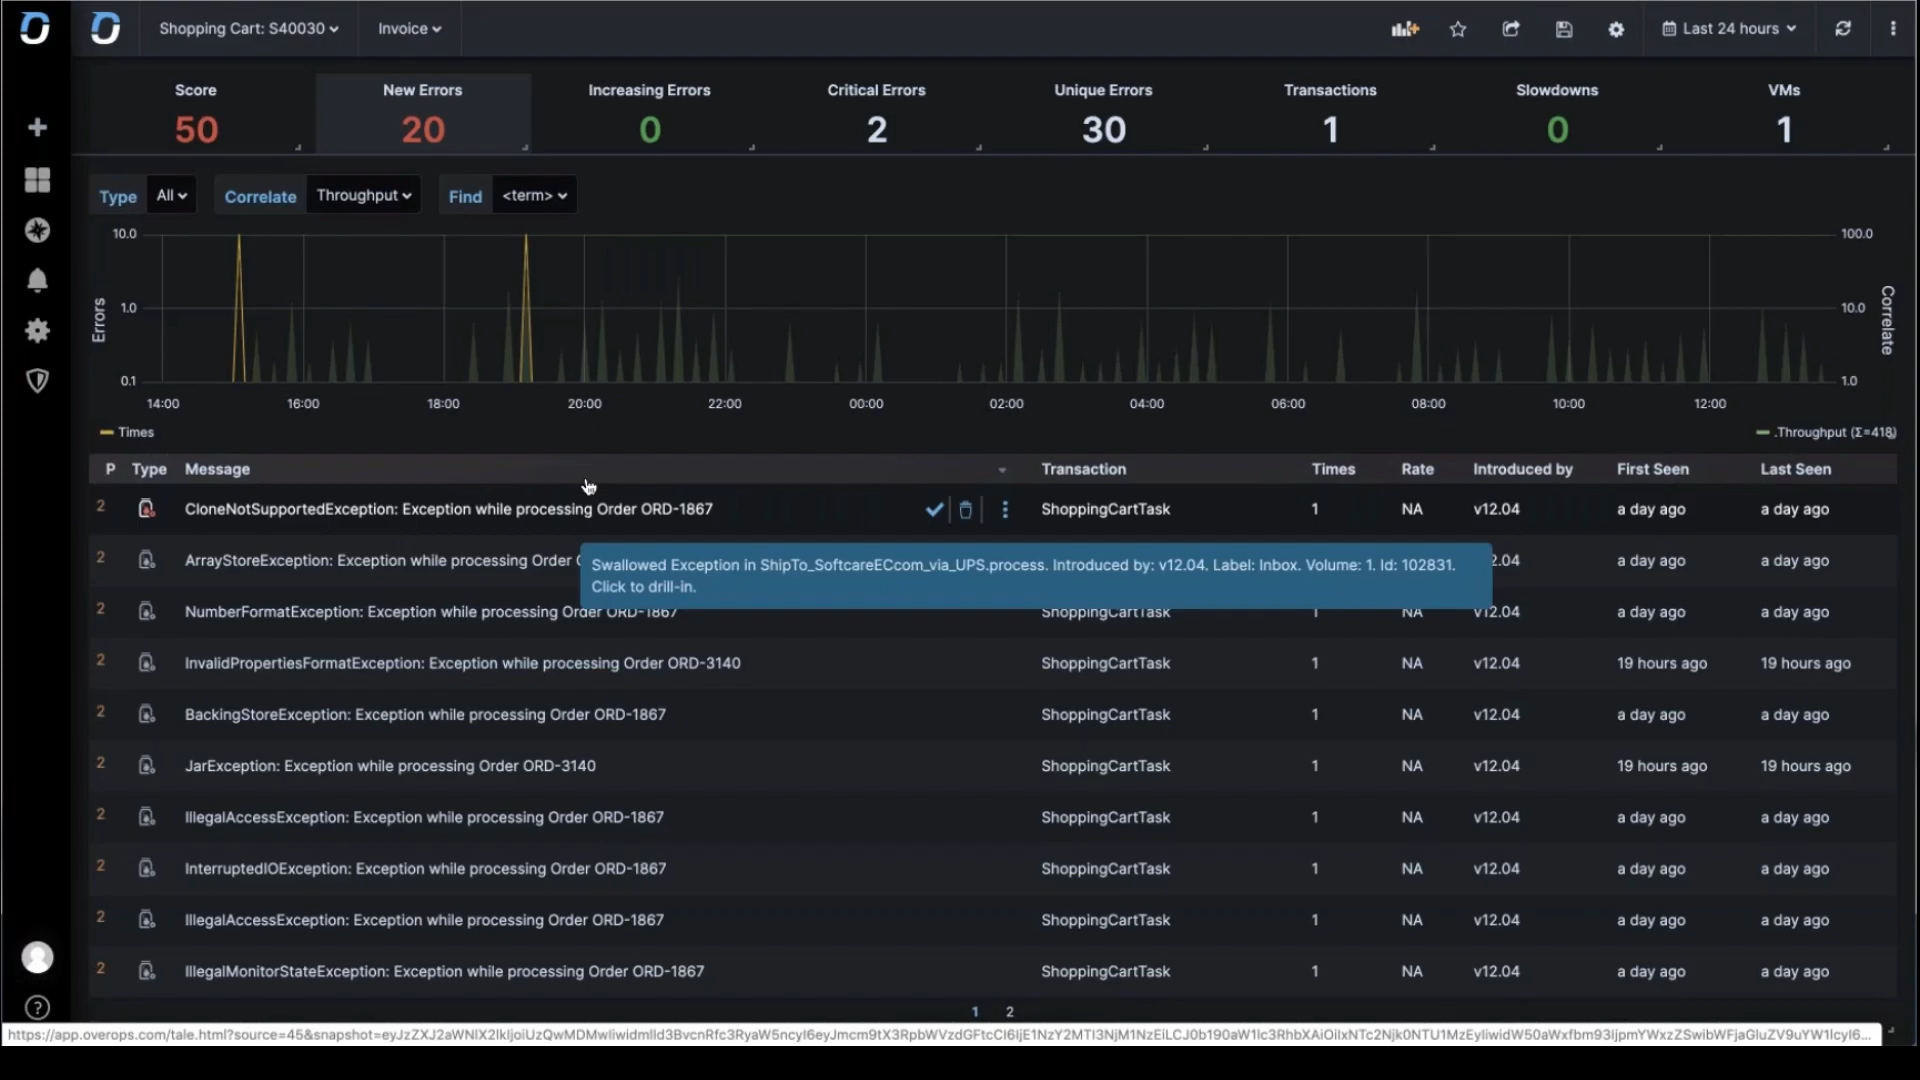 Shopping Cart: S40030
Invoice
Last 24 hours
Score
50
New Errors
20
Increasing Errors
0
Critical Errors
2
Unique Errors
30
Transactions
1
Slowdowns
0
VMs
1
Type All Correlate Throughput Find <term>
10.0
1.0
0.1
Errors
100.0
10.0
1.0
Correlate
14:00 16:00 18:00 20:00 22:00 00:00 02:00 04:00 06:00 08:00 10:00 12:00
Times
.Throughput (Σ=418)
P Type Message Transaction Times Rate Introduced by First Seen Last Seen
2 CloneNotSupportedException: Exception while processing Order ORD-1867 ShoppingCartTask 1 NA v12.04 a day ago a day ago
2 ArrayStoreException: Exception while processing Order 2.04 a day ago a day ago
Swallowed Exception in ShipTo_SoftcareECcom_via_UPS.process. Introduced by: v12.04. Label: Inbox. Volume: 1. Id: 102831.
Click to drill-in.
2 NumberFormatException: Exception while processing Order ORD-1867 ShoppingCartTask 1 NA v12.04 a day ago a day ago
2 InvalidPropertiesFormatException: Exception while processing Order ORD-3140 ShoppingCartTask 1 NA v12.04 19 hours ago 19 hours ago
2 BackingStoreException: Exception while processing Order ORD-1867 ShoppingCartTask 1 NA v12.04 a day ago a day ago
2 JarException: Exception while processing Order ORD-3140 ShoppingCartTask 1 NA v12.04 19 hours ago 19 hours ago
2 IllegalAccessException: Exception while processing Order ORD-1867 ShoppingCartTask 1 NA v12.04 a day ago a day ago
2 InterruptedIOException: Exception while processing Order ORD-1867 ShoppingCartTask 1 NA v12.04 a day ago a day ago
2 IllegalAccessException: Exception while processing Order ORD-1867 ShoppingCartTask 1 NA v12.04 a day ago a day ago
2 IllegalMonitorStateException: Exception while processing Order ORD-1867 ShoppingCartTask 1 NA v12.04 a day ago a day ago
1 2